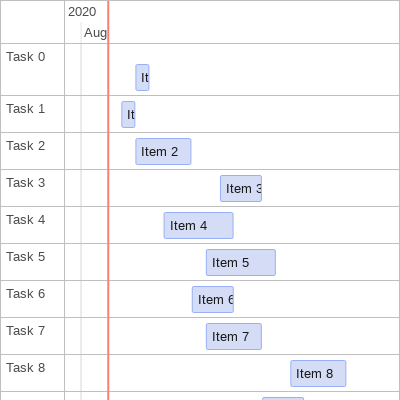 2020
Aug
Task 0
It
Task 1
It
Task 2
Item 2
Task 3
Item 3
Task 4
Item 4
Task 5
Item 5
Task 6
Item 6
Task 7
Item 7
Task 8
Item 8